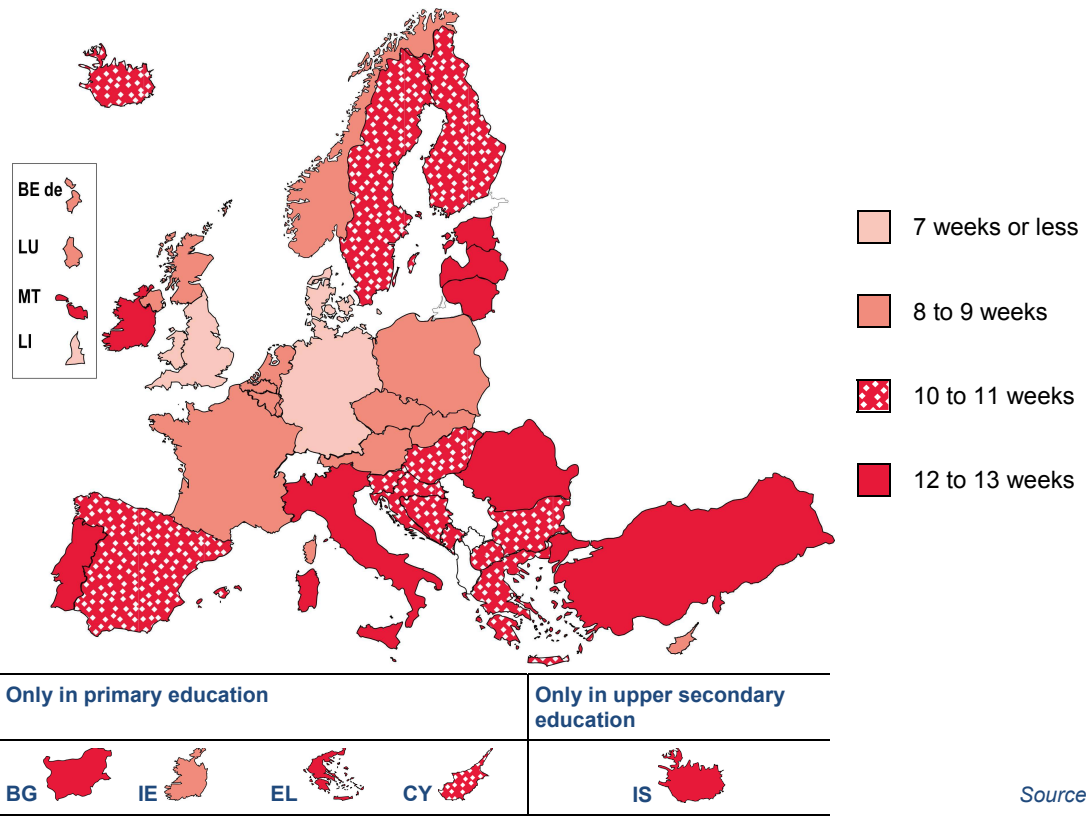 BE de
LU
MT
LI
7 weeks or less
8 to 9 weeks
10 to 11 weeks
12 to 13 weeks
Only in primary education
Only in upper secondary
education
BG
IE
EL
CY
IS
Source